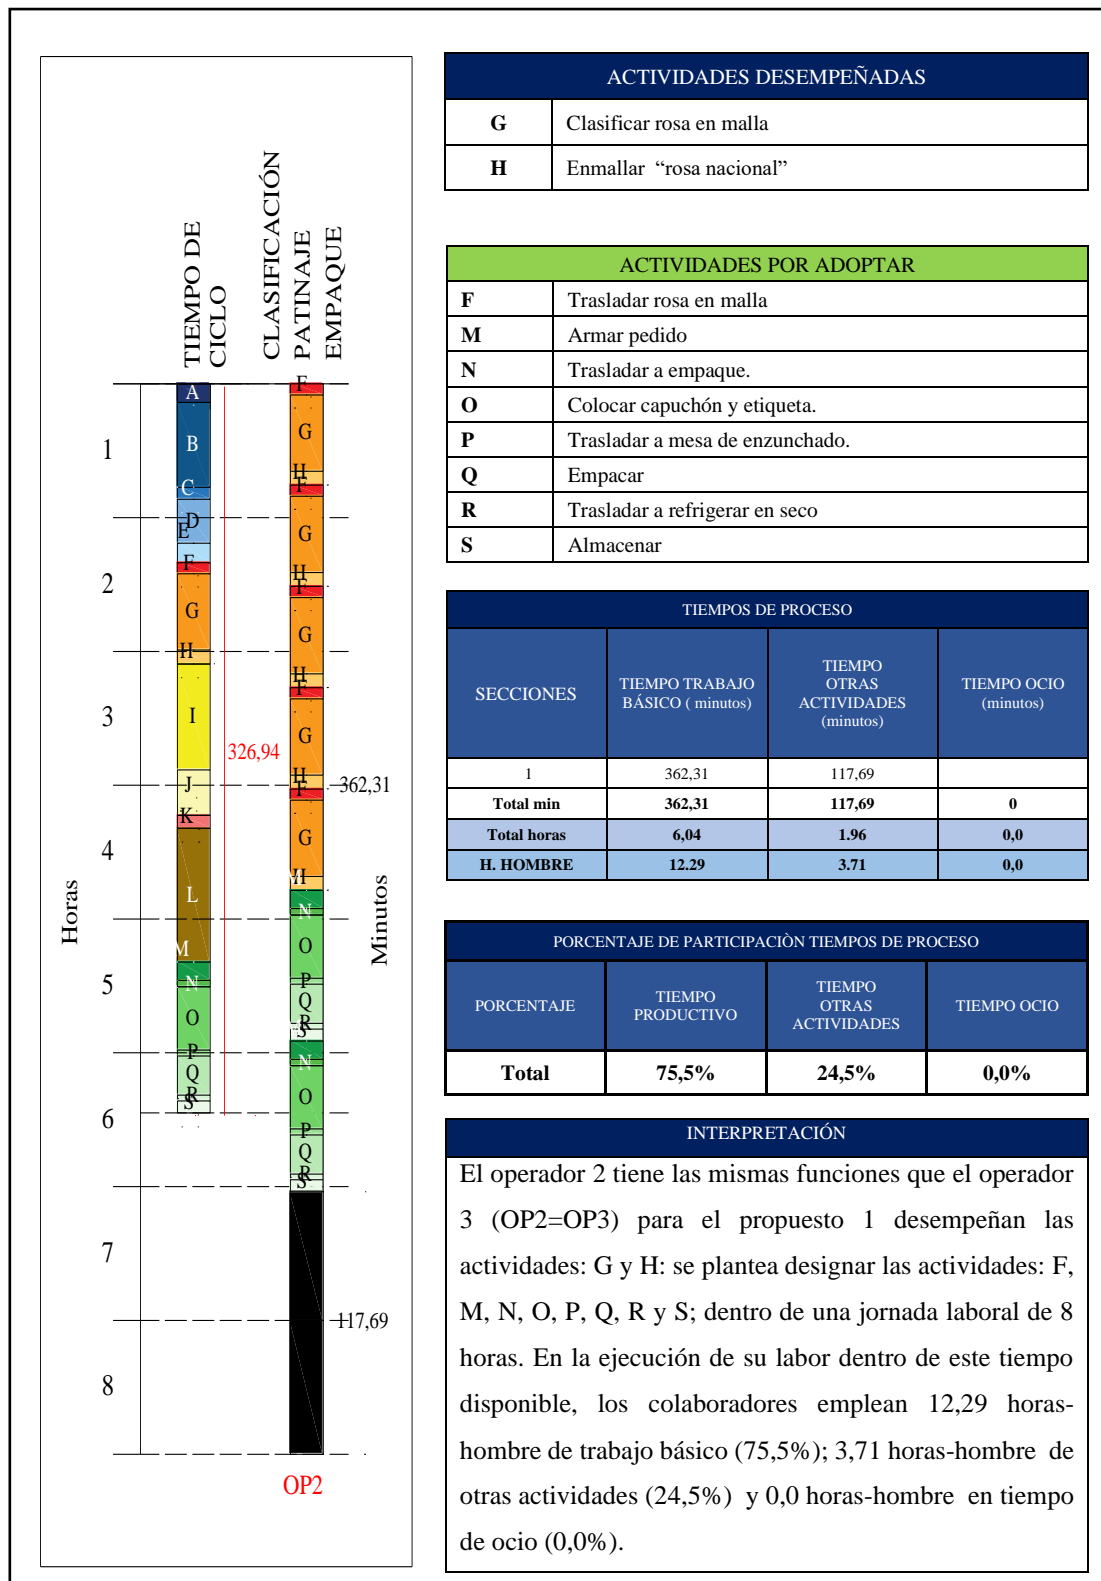 TIEMPO DE
CICLO
CLASIFICACIÓN
PATINAJE
EMPAQUE
Horas
1
2
3
4
5
6
7
8
A
B
C
D
E
F
G
H
I
J
K
L
M
N
O
P
Q
R
S
326,94
F
G
H
F
G
H
F
G
H
F
G
H
F
G
H
M
N
O
P
Q
R
S
N
O
P
Q
R
S
362,31
Minutos
117,69
OP2
ACTIVIDADES DESEMPEÑADAS
G Clasificar rosa en malla
H Enmallar “rosa nacional”
ACTIVIDADES POR ADOPTAR
F Trasladar rosa en malla
M Armar pedido
N Trasladar a empaque.
O Colocar capuchón y etiqueta.
P Trasladar a mesa de enzunchado.
Q Empacar
R Trasladar a refrigerar en seco
S Almacenar
TIEMPOS DE PROCESO
SECCIONES
TIEMPO TRABAJO
BÁSICO ( minutos)
TIEMPO
OTRAS
ACTIVIDADES
(minutos)
TIEMPO OCIO
(minutos)
1 362,31 117,69
Total min 362,31 117,69 0
Total horas 6,04 1.96 0,0
H. HOMBRE 12.29 3.71 0,0
PORCENTAJE DE PARTICIPACIÒN TIEMPOS DE PROCESO
PORCENTAJE
TIEMPO
PRODUCTIVO
TIEMPO
OTRAS
ACTIVIDADES
TIEMPO OCIO
Total 75,5% 24,5% 0,0%
INTERPRETACIÓN
El operador 2 tiene las mismas funciones que el operador
3 (OP2=OP3) para el propuesto 1 desempeñan las
actividades: G y H: se plantea designar las actividades: F,
M, N, O, P, Q, R y S; dentro de una jornada laboral de 8
horas. En la ejecución de su labor dentro de este tiempo
disponible, los colaboradores emplean 12,29 horas-
hombre de trabajo básico (75,5%); 3,71 horas-hombre de
otras actividades (24,5%) y 0,0 horas-hombre en tiempo
de ocio (0,0%).